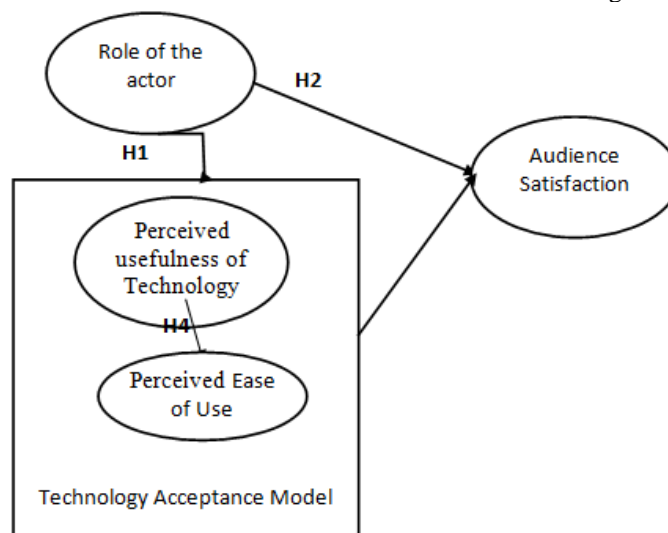 Role of the
actor
H2
H1
Audience
Satisfaction
Perceived
usefulness of
Technology
H4
Perceived Ease
of Use
Technology Acceptance Model